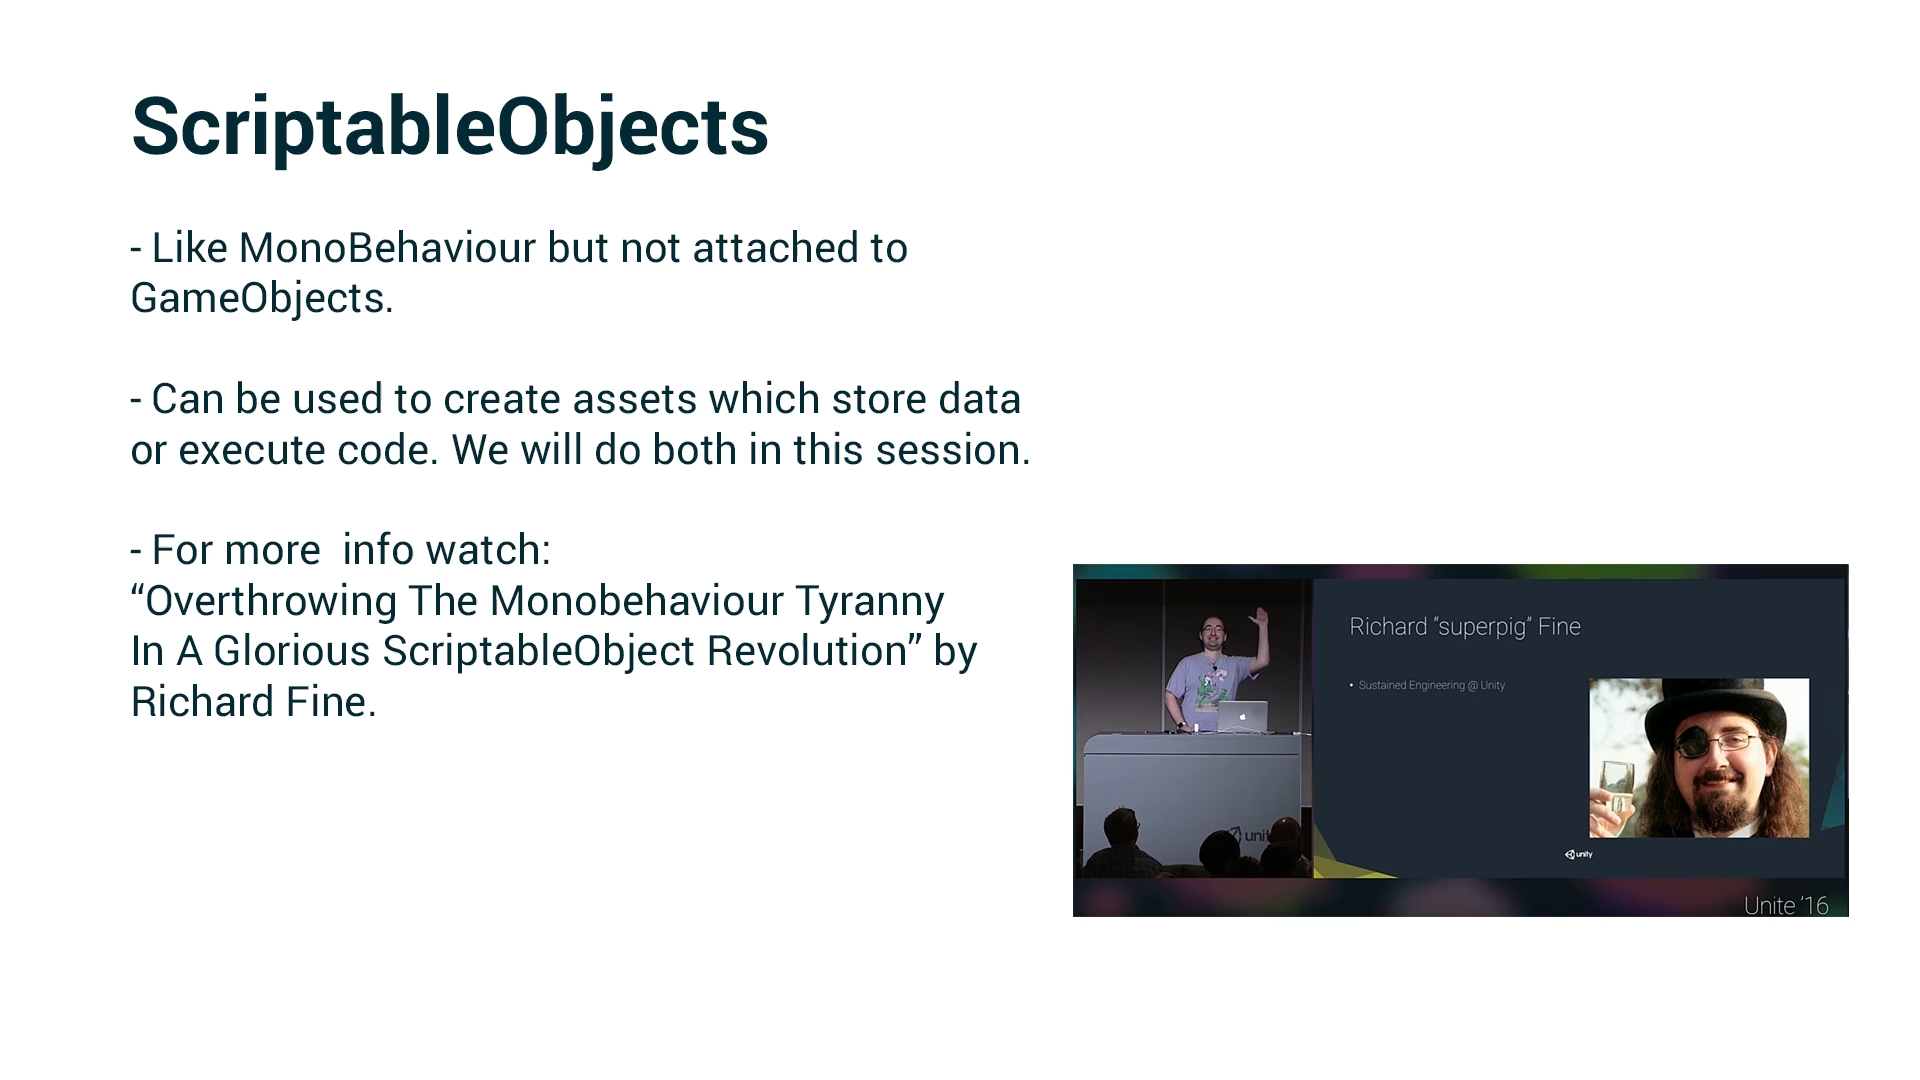 ScriptableObjects
- Like MonoBehaviour but not attached to
GameObjects.
- Can be used to create assets which store data
or execute code. We will do both in this session.
- For more  info watch:
“Overthrowing The Monobehaviour Tyranny
In A Glorious ScriptableObject Revolution” by
Richard Fine.
Richard “superpig” Fine
• Sustained Engineering @ Unity
unity
unity
Unite ’16